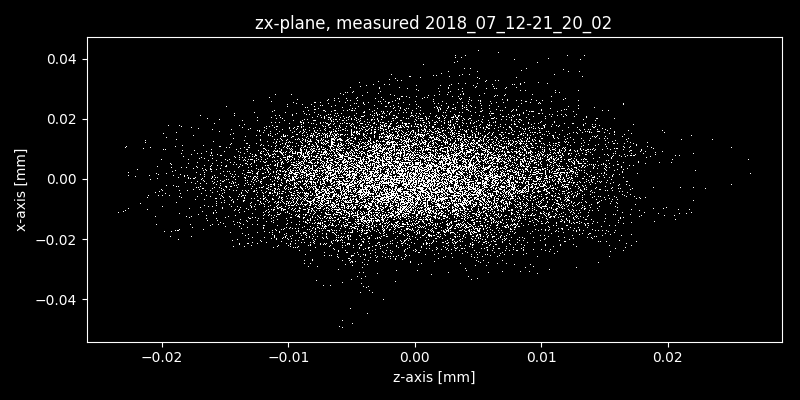 zx-plane, measured 2018_07_12-21_20_02
0.04
0.02
0.00
−0.02
−0.04
x-axis [mm]
−0.02 −0.01 0.00 0.01 0.02
z-axis [mm]